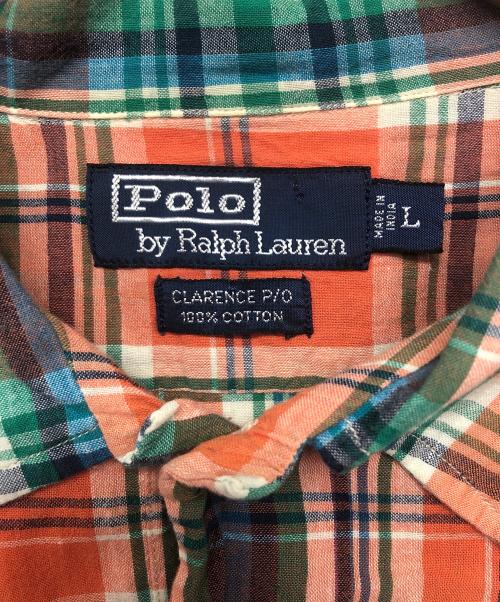 Polo
by Ralph Lauren
MADE IN
INDIA
L
CLARENCE P/O
100% COTTON